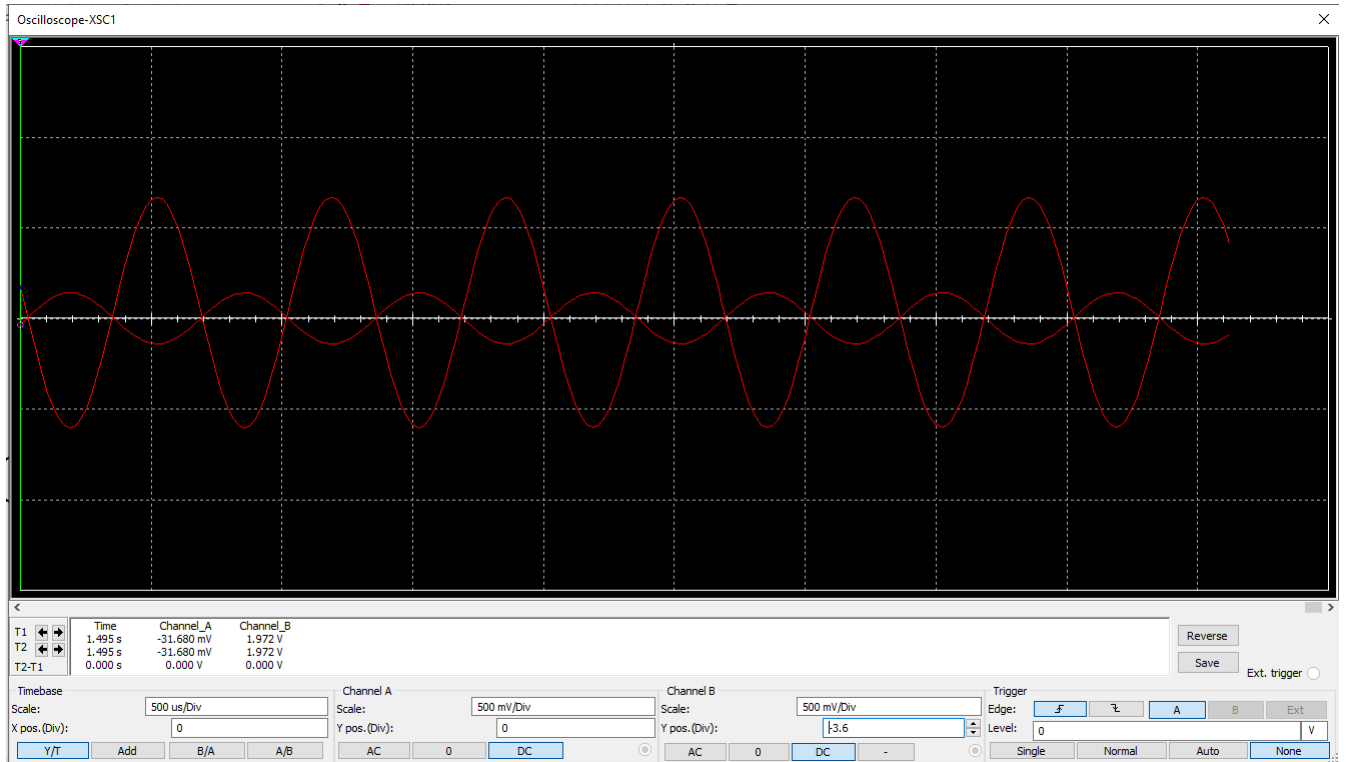 Oscilloscope-XSC1
Time Channel_A Channel_B
T1 1.495 s -31.680 mV 1.972 V
T2 1.495 s -31.680 mV 1.972 V
T2-T1 0.000 s 0.000 V 0.000 V
Reverse
Save
Ext. trigger
Timebase
Scale: 500 us/Div
X pos.(Div): 0
Y/T Add B/A A/B
Channel A
Scale: 500 mV/Div
Y pos.(Div): 0
AC 0 DC
Channel B
Scale: 500 mV/Div
Y pos.(Div): -3.6
AC 0 DC -
Trigger
Edge: A B Ext
Level: 0 V
Single Normal Auto None